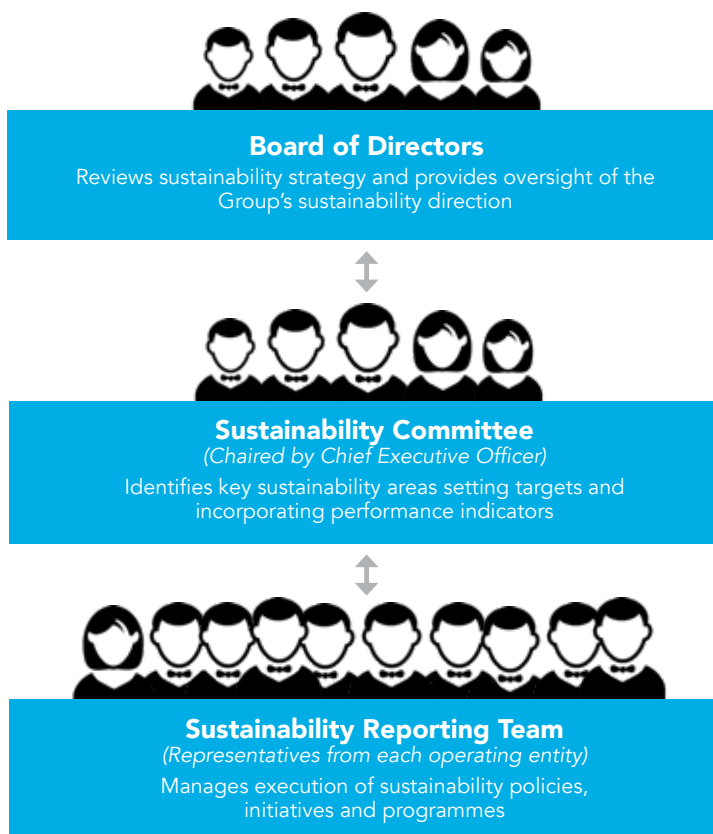 Board of Directors
Reviews sustainability strategy and provides oversight of the
Group's sustainability direction
Sustainability Committee
(Chaired by Chief Executive Officer)
Identifies key sustainability areas setting targets and
incorporating performance indicators
Sustainability Reporting Team
(Representatives from each operating entity)
Manages execution of sustainability policies,
initiatives and programmes